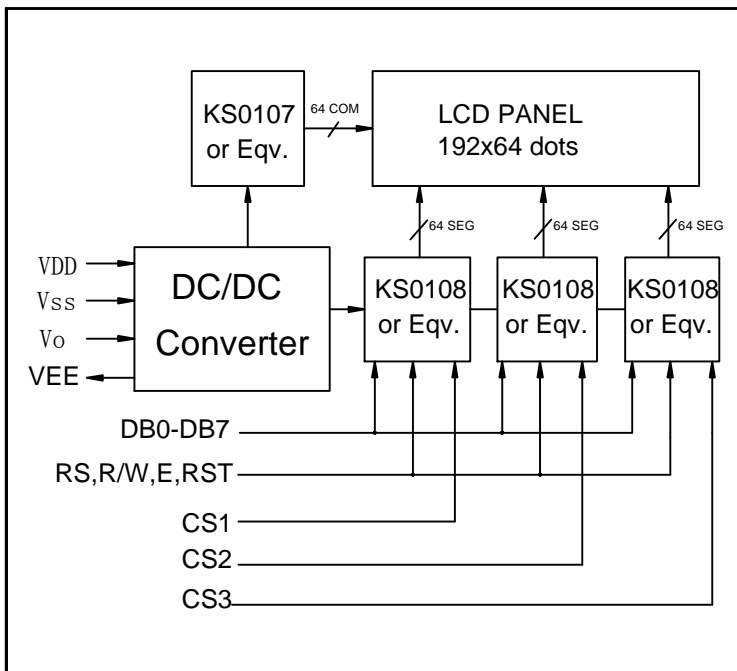 KS0107
or Eqv.
64 COM
LCD PANEL
192x64 dots
64 SEG
64 SEG
64 SEG
VDD
Vss
Vo
VEE
DC/DC
Converter
KS0108
or Eqv.
KS0108
or Eqv.
KS0108
or Eqv.
DB0-DB7
RS,R/W,E,RST
CS1
CS2
CS3